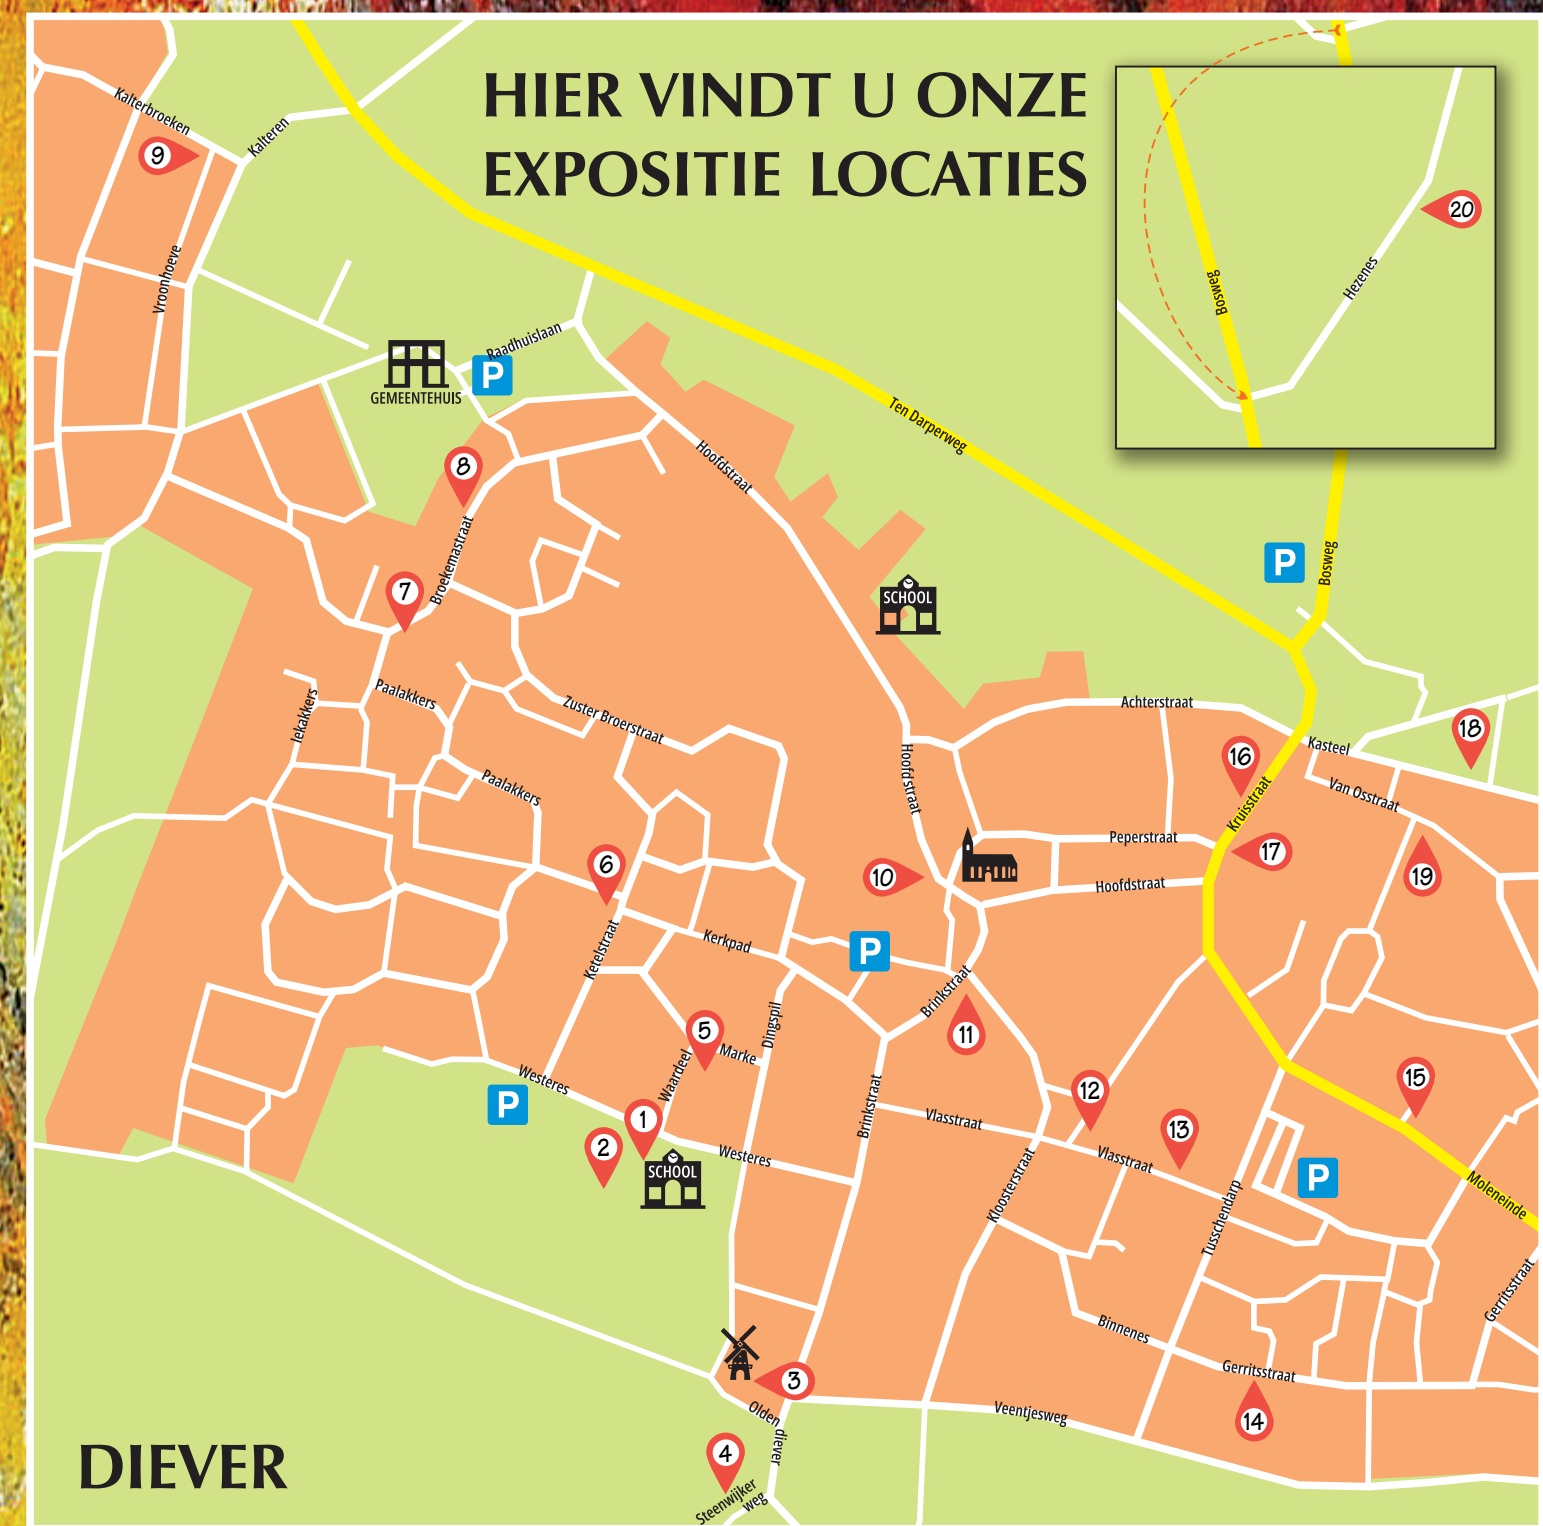 HIER VINDT U ONZE
EXPOSITIE LOCATIES
Kalterbroeken
Kalteren
9
Vroonhoeve
20
Hezenes
Bosweg
Raadhuislaan
P
GEMEENTEHUIS
Ten Darperweg
Hoofdstraat
8
Broekemastraat
7
SCHOOL
P
Bosweg
Iekakkers
Paalakkers
Zuster Broerstraat
Achterstraat
Kasteel
18
16
Hoofdstraat
Paalakkers
Van Osstraat
Kruisstraat
Peperstraat
17
6
10
Hoofdstraat
19
Ketelstraat
Kerkpad
P
Brinkstraat
Dingspil
5
Marke
11
Waardeel
Westeres
P
1
2
SCHOOL
Westeres
Brinkstraat
Vlasstraat
12
13
15
Vlasstraat
P
Kloosterstraat
Tusschendarp
Moleneinde
Gerritsstraat
Binnenes
Gerritsstraat
3
Olden
diever
Veentjesweg
14
4
Steenwijker
weg
DIEVER